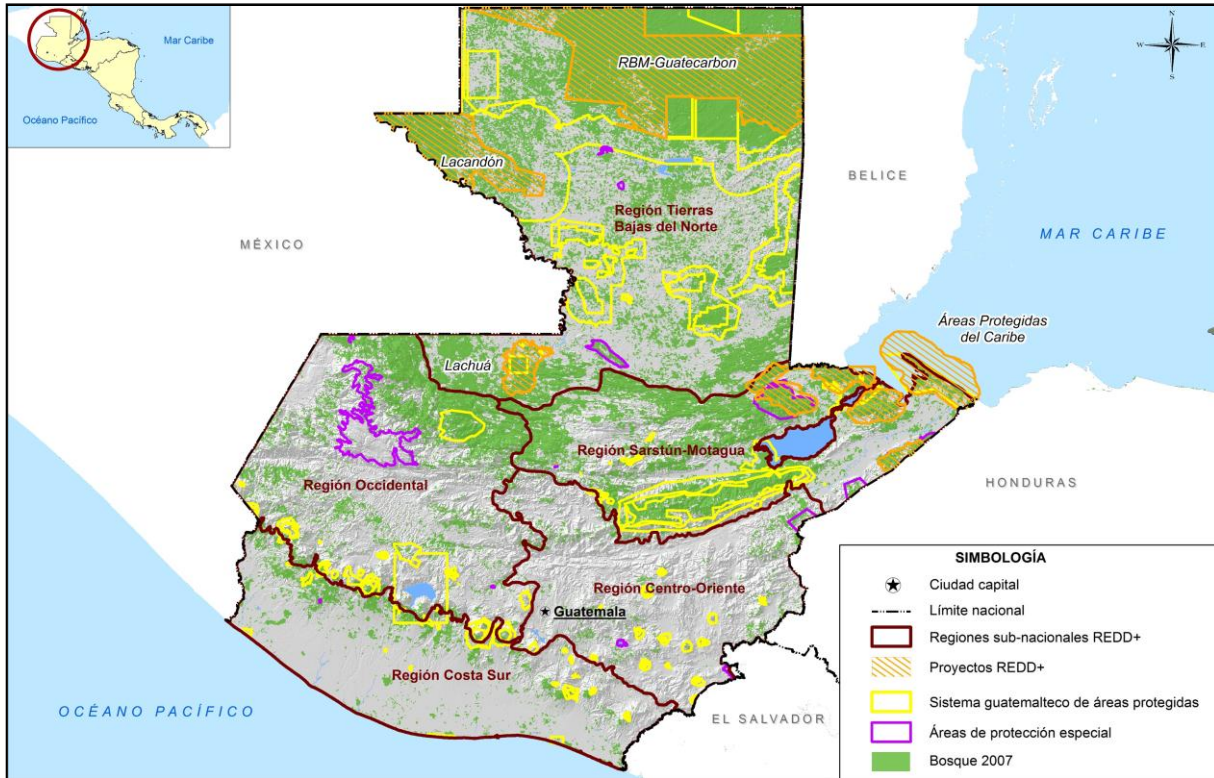 Mar Caribe
Océano Pacífico
N
W
E
S
RBM-Guatecarbon
Lacandón
BELICE
Región Tierras
Bajas del Norte
MÉXICO
MAR CARIBE
Áreas Protegidas
del Caribe
Lachuá
Región Sarstún-Motagua
Región Occidental
HONDURAS
Región Centro-Oriente
Guatemala
Región Costa Sur
OCÉANO PACÍFICO
EL SALVADOR
SIMBOLOGÍA
Ciudad capital
Límite nacional
Regiones sub-nacionales REDD+
Proyectos REDD+
Sistema guatemalteco de áreas protegidas
Áreas de protección especial
Bosque 2007